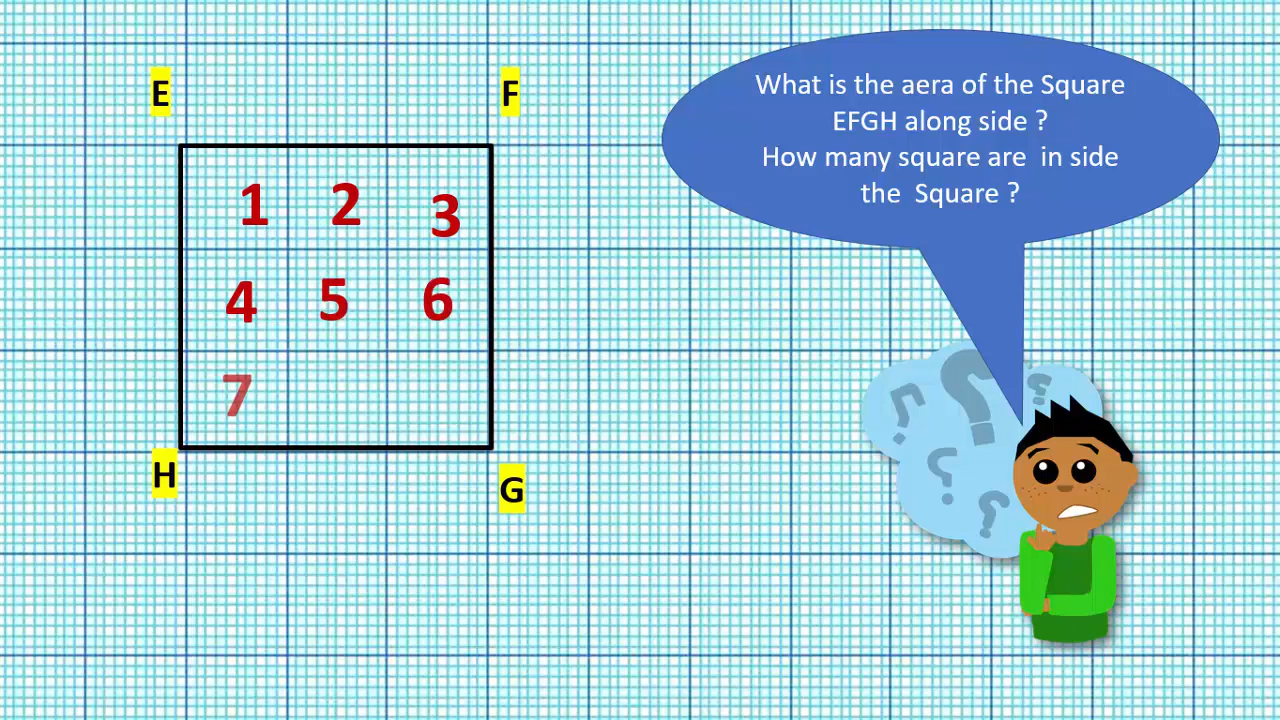 E F
What is the aera of the Square
EFGH along side ?
How many square are in side
the Square ?
1 2 3
4 5 6
7
H G
? ? ? ? ?